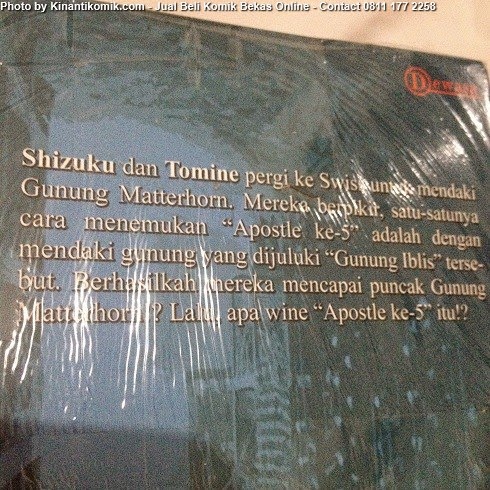 Photo by Kinantikomik.com - Jual Beli Komik Bekas Online - Contact 0811 177 2258
Dewasa
Shizuku dan Tomine pergi ke Swiss untuk mendaki
Gunung Matterhorn. Mereka berpikir, satu-satunya
cara menemukan “Apostle ke-5” adalah dengan
mendaki gunung yang dijuluki “Gunung Iblis” terse-
but. Berhasilkah mereka mencapai puncak Gunung
Matterhorn!? Lalu, apa wine “Apostle ke-5” itu!?